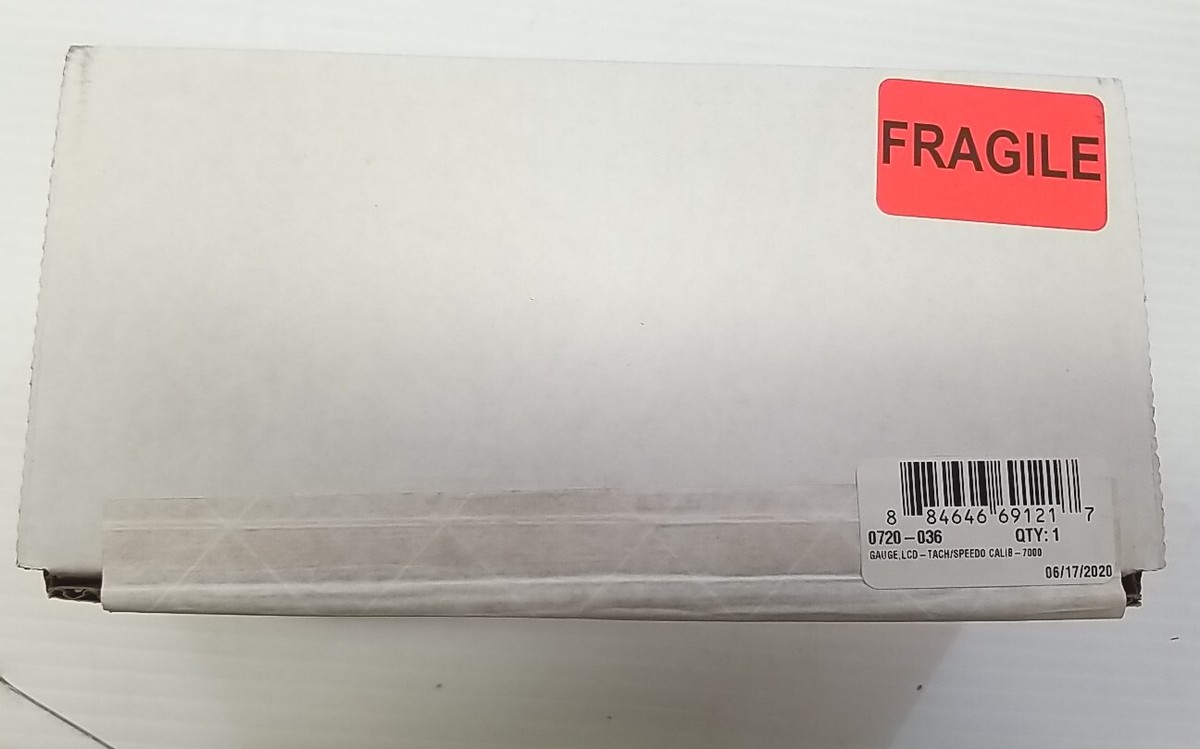 FRAGILE
8 84646 69121 7
0720-036 QTY: 1
GAUGE,LCD-TACH/SPEEDO CALIB-7000
06/17/2020